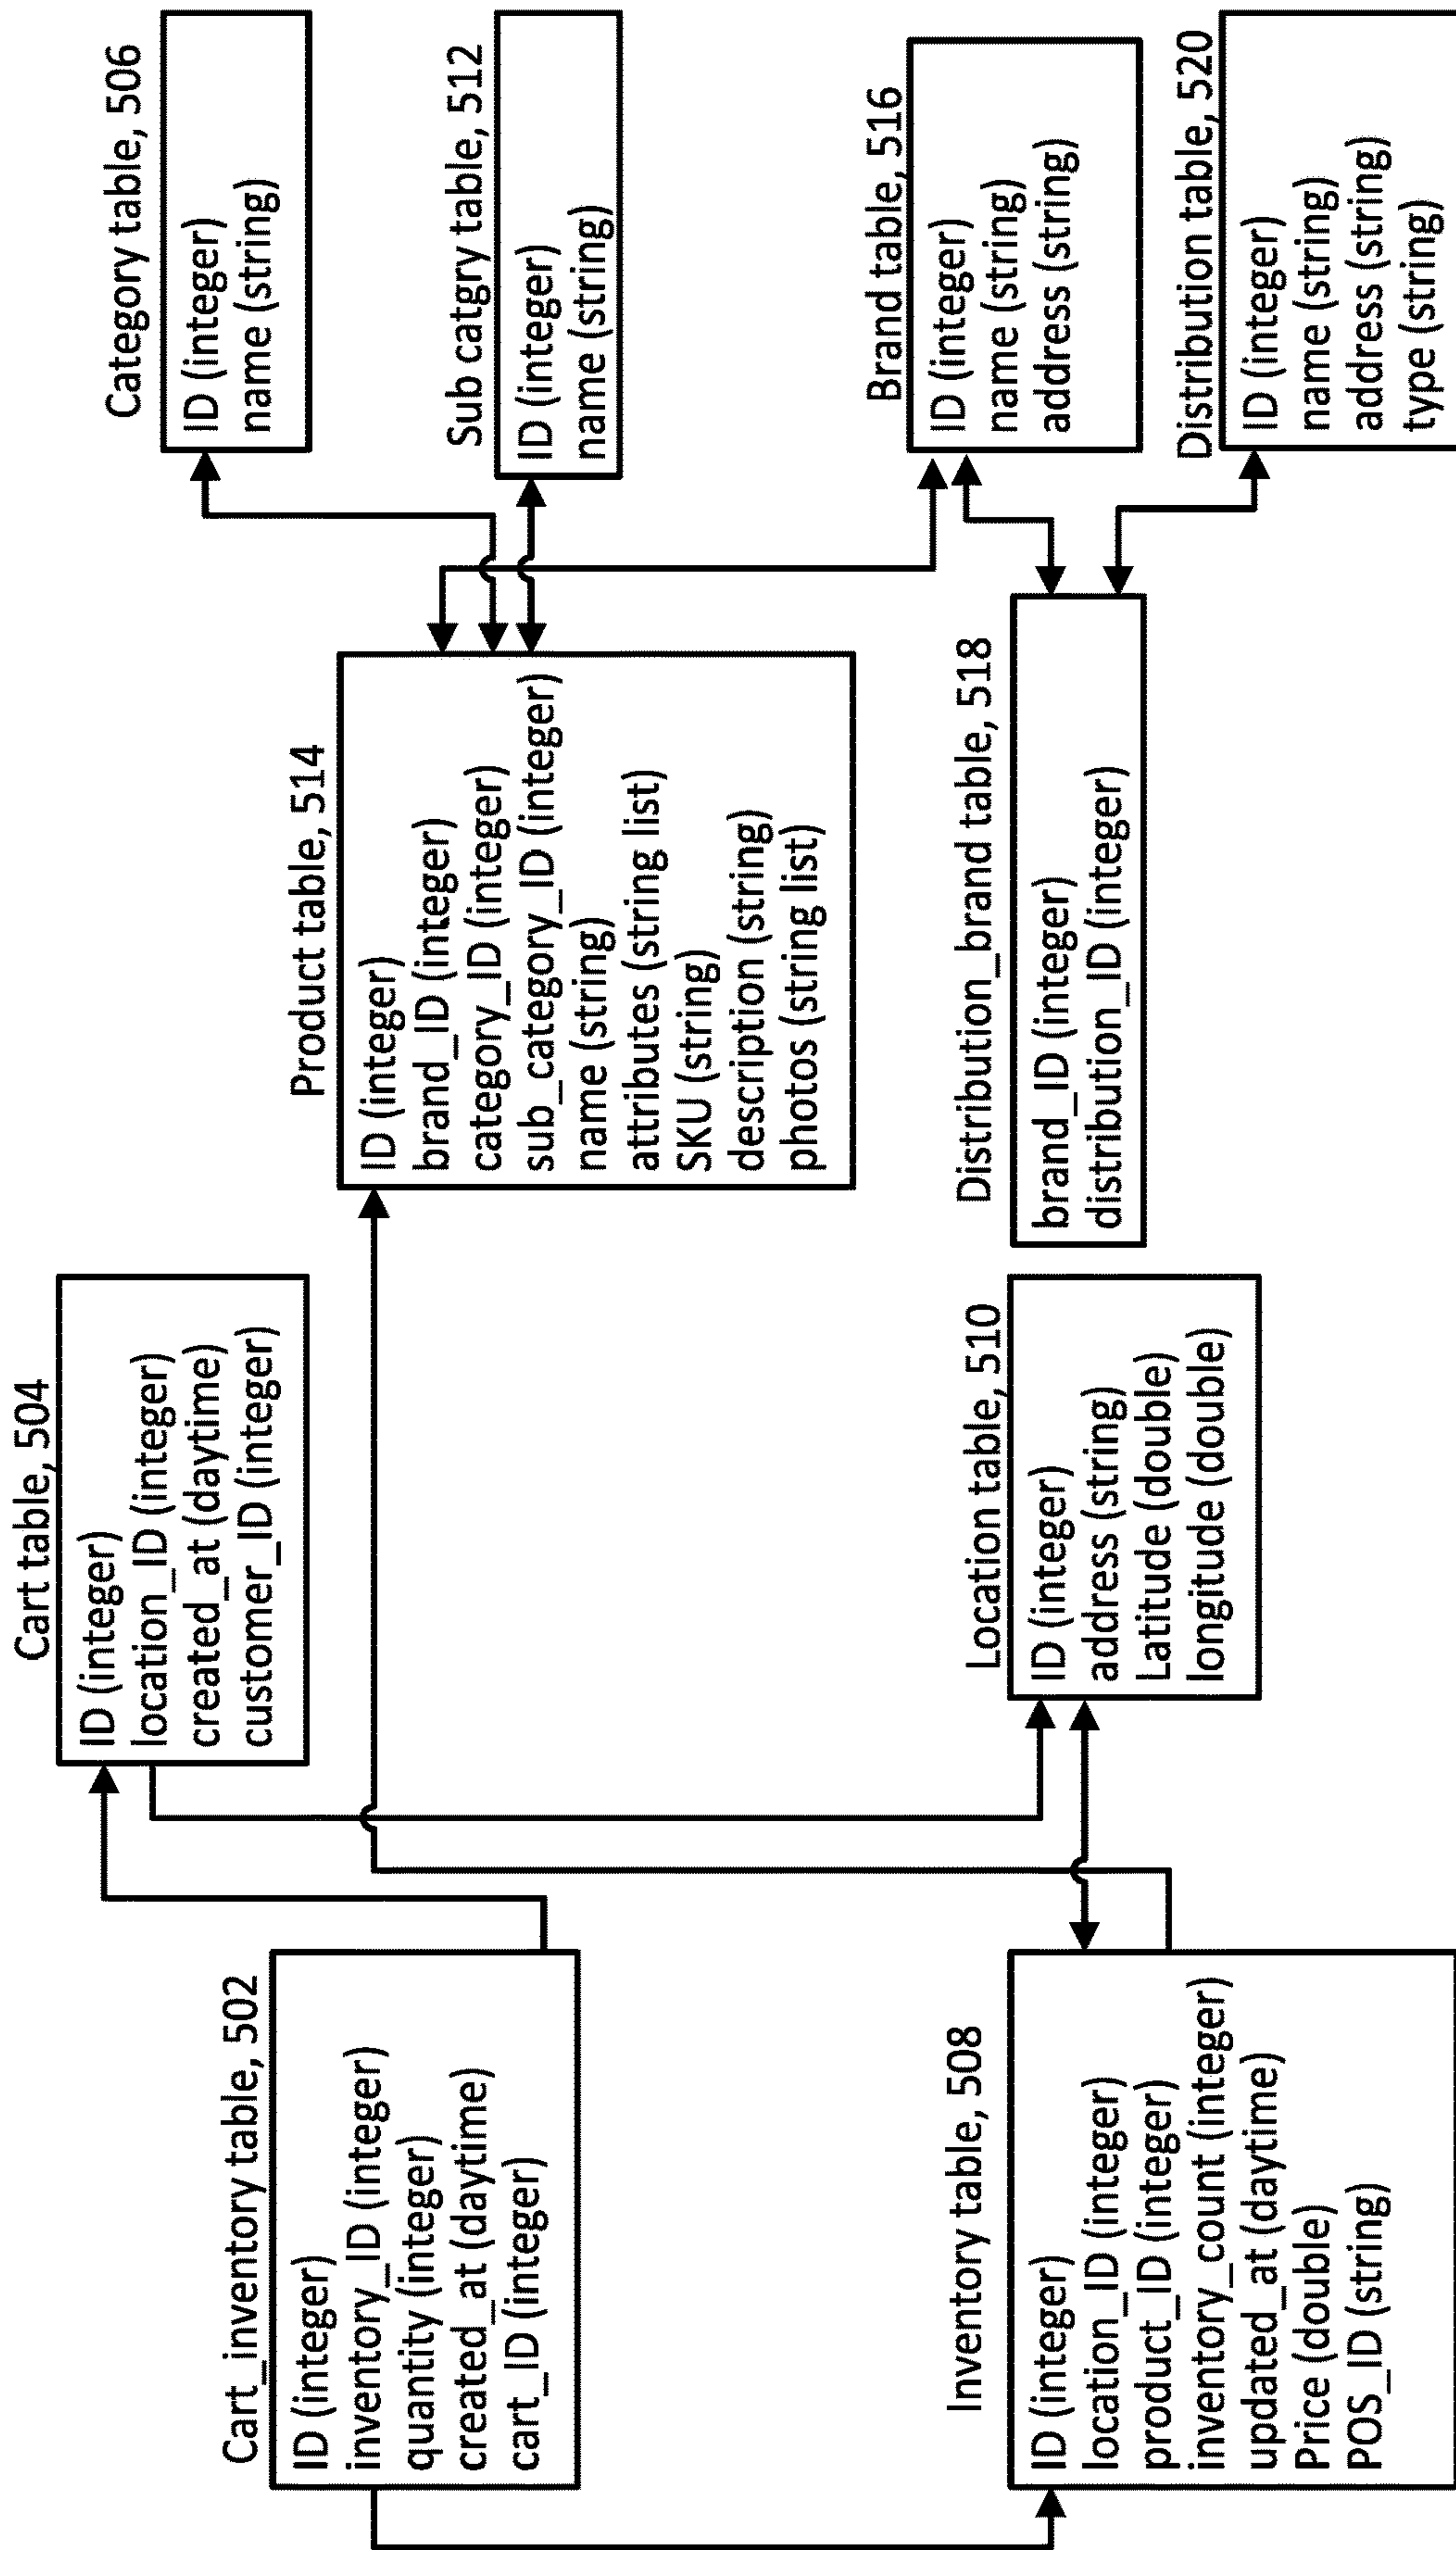 Cart_inventory table, 502
ID (integer)
inventory_ID (integer)
quantity (integer)
created_at (daytime)
cart_ID (integer)
Cart table, 504
ID (integer)
location_ID (integer)
created_at (daytime)
customer_ID (integer)
Product table, 514
ID (integer)
brand_ID (integer)
category_ID (integer)
sub_category_ID (integer)
name (string)
attributes (string list)
SKU (string)
description (string)
photos (string list)
Category table, 506
ID (integer)
name (string)
Sub catgry table, 512
ID (integer)
name (string)
Inventory table, 508
ID (integer)
location_ID (integer)
product_ID (integer)
inventory_count (integer)
updated_at (daytime)
Price (double)
POS_ID (string)
Location table, 510
ID (integer)
address (string)
Latitude (double)
longitude (double)
Distribution_brand table, 518
brand_ID (integer)
distribution_ID (integer)
Brand table, 516
ID (integer)
name (string)
address (string)
Distribution table, 520
ID (integer)
name (string)
address (string)
type (string)